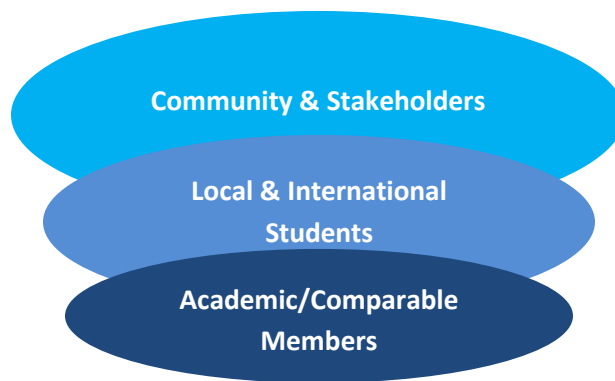 Community & Stakeholders
Local & International
Students
Academic/Comparable
Members